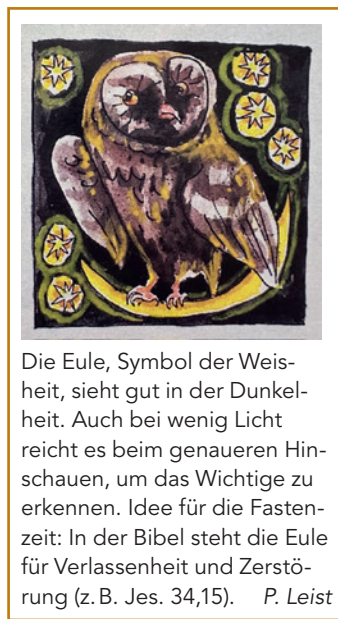 Die Eule, Symbol der Weis-
heit, sieht gut in der Dunkel-
heit. Auch bei wenig Licht
reicht es beim genaueren Hin-
schauen, um das Wichtige zu
erkennen. Idee für die Fasten-
zeit: In der Bibel steht die Eule
für Verlassenheit und Zerstö-
rung (z. B. Jes. 34,15). P. Leist